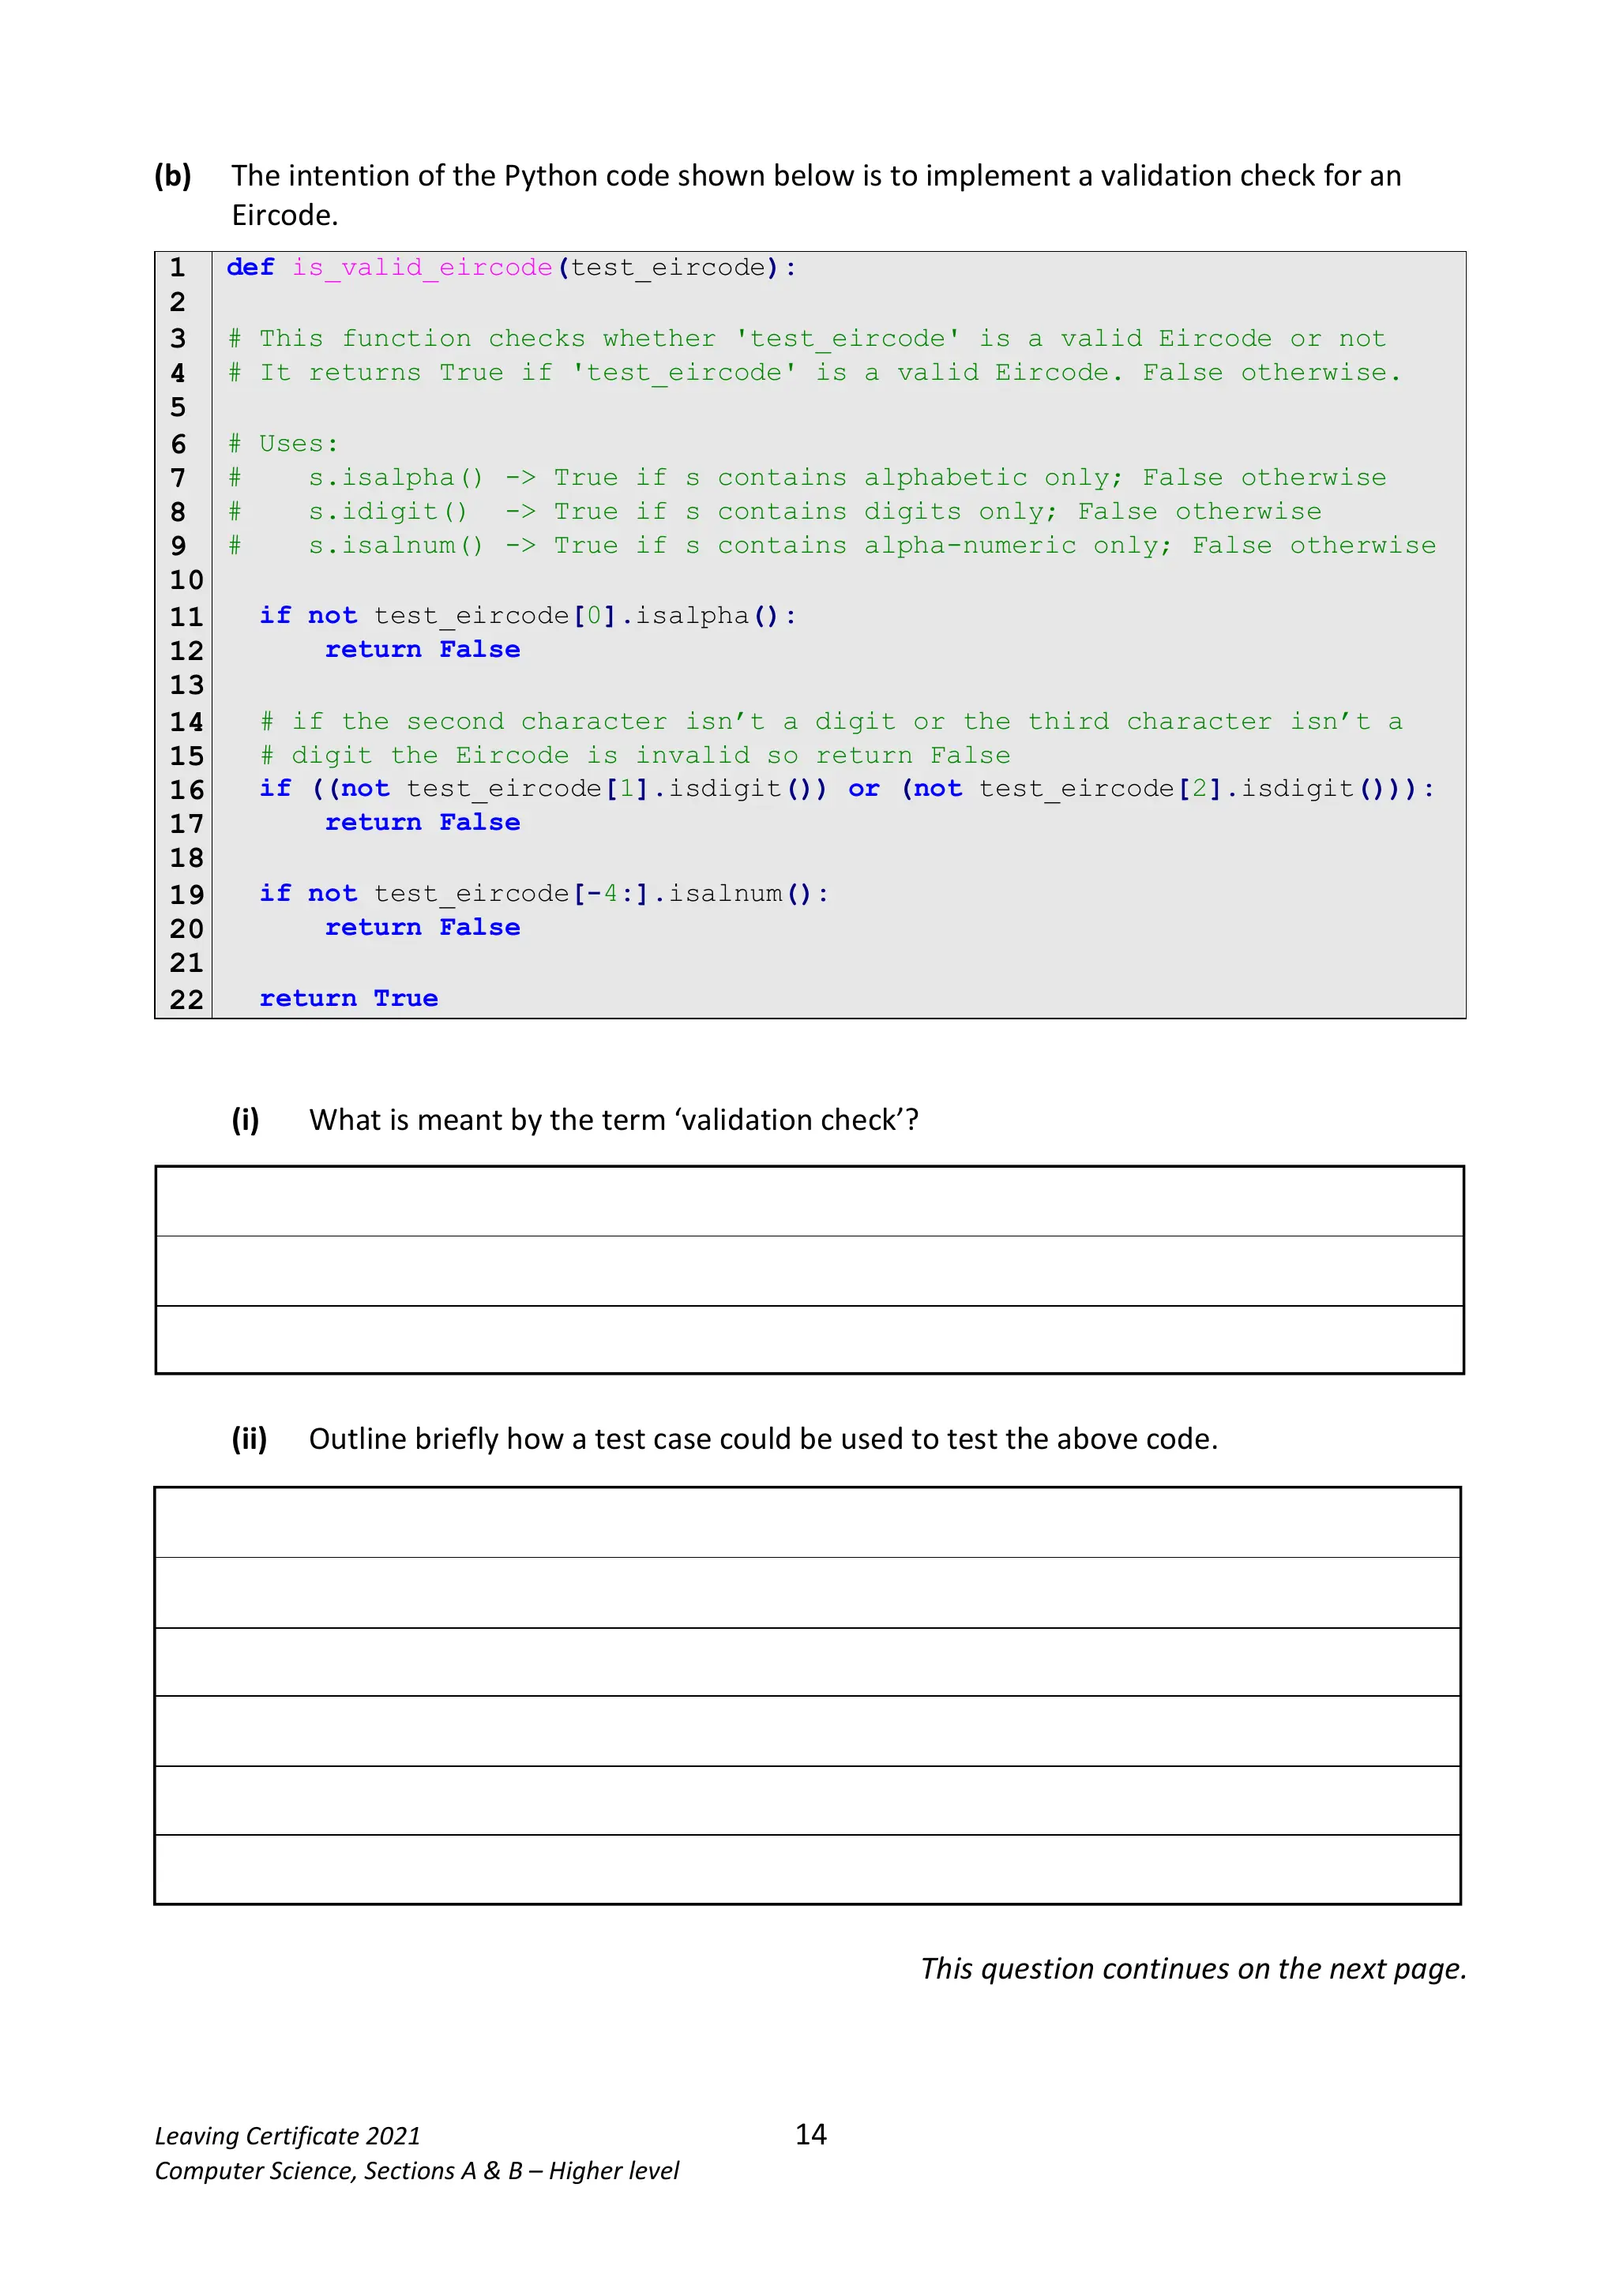 (b) The intention of the Python code shown below is to implement a validation check for an
Eircode.
1 def is_valid_eircode(test_eircode):
2
3 # This function checks whether 'test_eircode' is a valid Eircode or not
4 # It returns True if 'test_eircode' is a valid Eircode. False otherwise.
5
6 # Uses:
7 #    s.isalpha() -> True if s contains alphabetic only; False otherwise
8 #    s.idigit()  -> True if s contains digits only; False otherwise
9 #    s.isalnum() -> True if s contains alpha-numeric only; False otherwise
10
11   if not test_eircode[0].isalpha():
12       return False
13
14   # if the second character isn’t a digit or the third character isn’t a
15   # digit the Eircode is invalid so return False
16   if ((not test_eircode[1].isdigit()) or (not test_eircode[2].isdigit())):
17       return False
18
19   if not test_eircode[-4:].isalnum():
20       return False
21
22   return True
(i) What is meant by the term ‘validation check’?
(ii) Outline briefly how a test case could be used to test the above code.
This question continues on the next page.
Leaving Certificate 2021 14
Computer Science, Sections A & B – Higher level